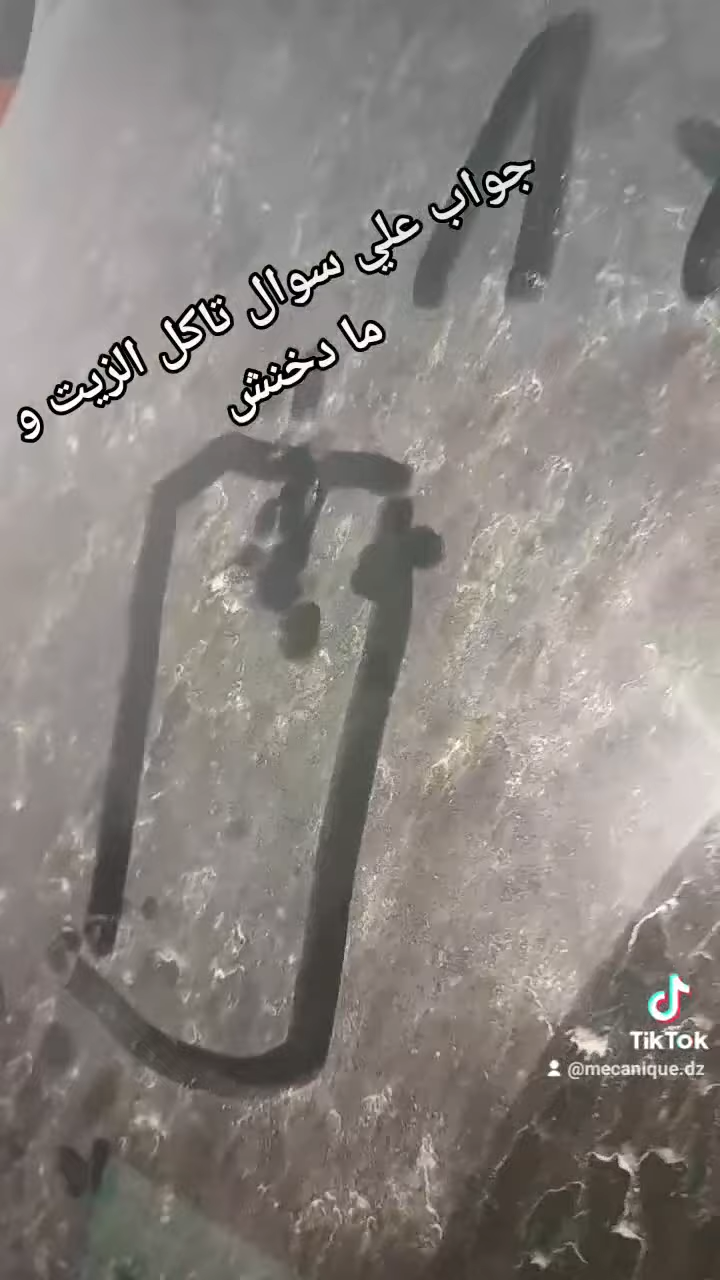 جواب علي سوال تاكل الزيت و
ما دخنش
TikTok
@mecanique.dz